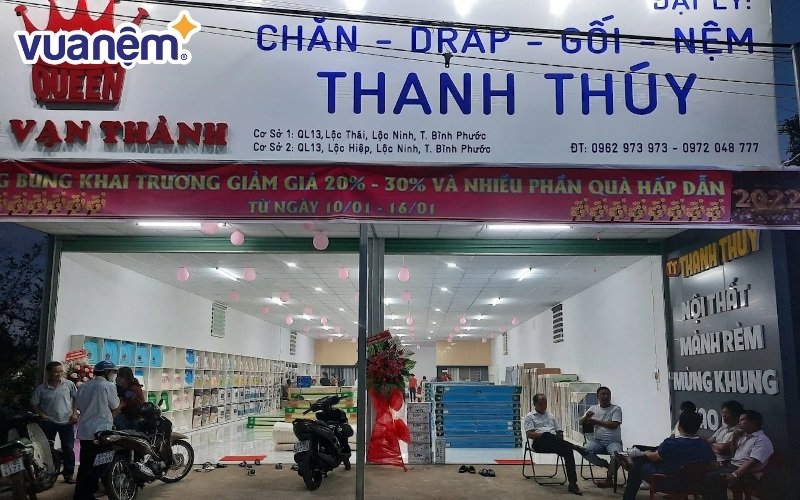 vuanệm
ĐẠI LÝ:
CHĂN - DRAP - GỐI - NỆM
QUEEN
THANH THÚY
VẠN THÀNH
Cơ Sở 1: QL13, Lộc Thái, Lộc Ninh, T. Bình Phước
Cơ Sở 2: QL13, Lộc Hiệp, Lộc Ninh, T. Bình Phước
ĐT: 0962 973 973 - 0972 048 777
BỪNG KHAI TRƯƠNG GIẢM GIÁ 20% - 30% VÀ NHIỀU PHẦN QUÀ HẤP DẪN
TỪ NGÀY 10/01 - 16/01
2022
TT THANH THÚY
NỘI THẤT
MÀNH RÈM
MÙNG KHUNG